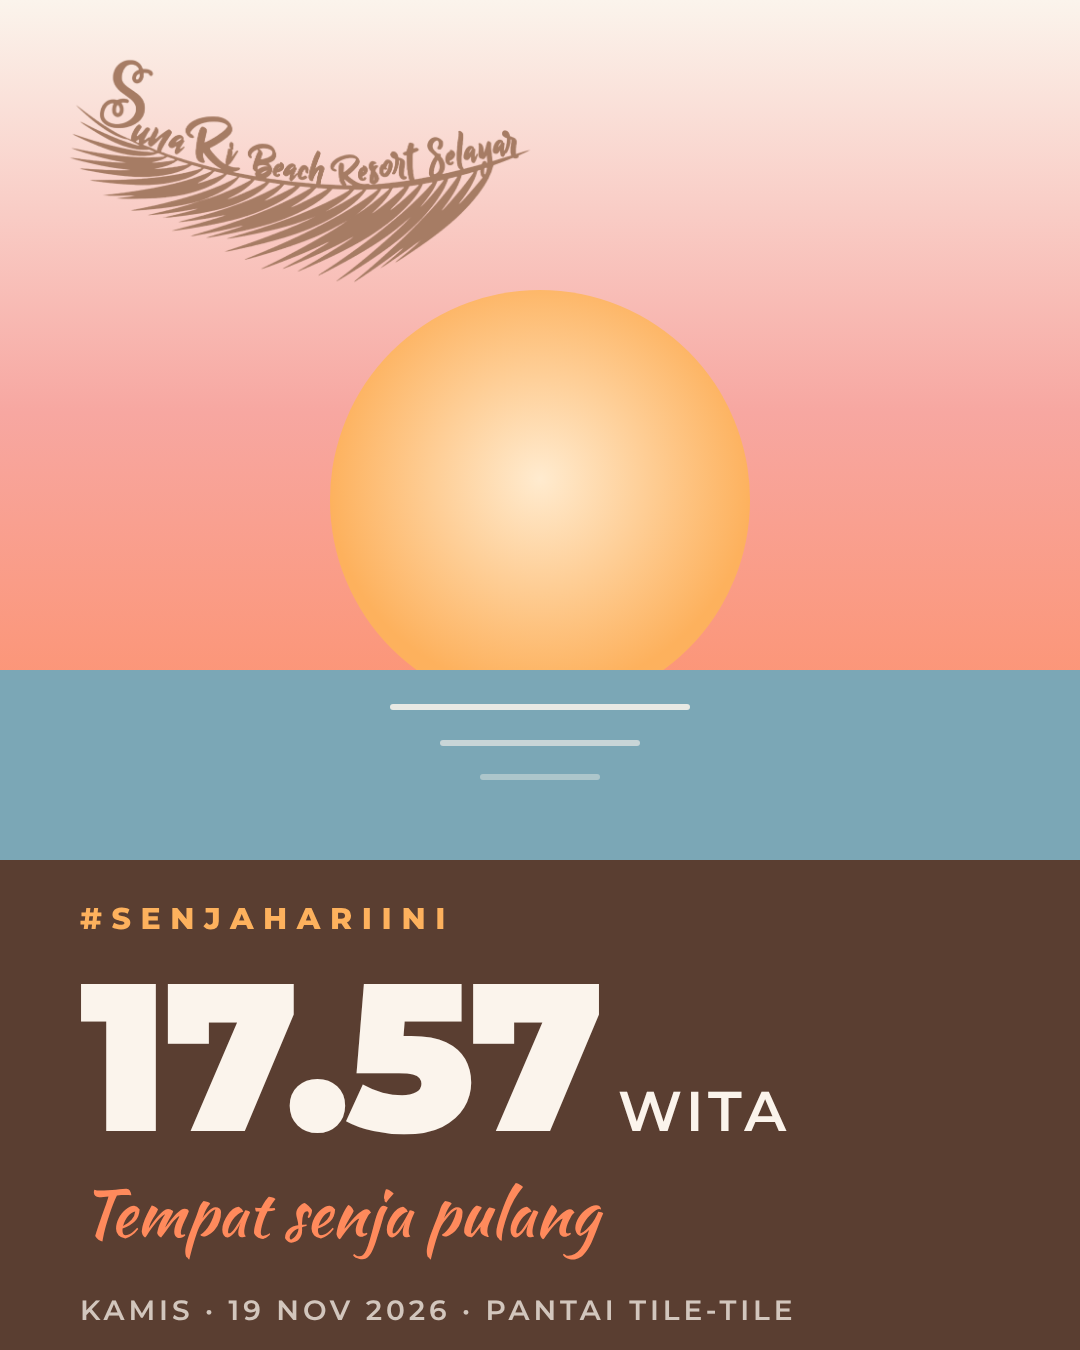 SunaRi Beach Resort Selayar
#SENJAHARIINI
17.57 WITA
Tempat senja pulang
KAMIS · 19 NOV 2026 · PANTAI TILE-TILE